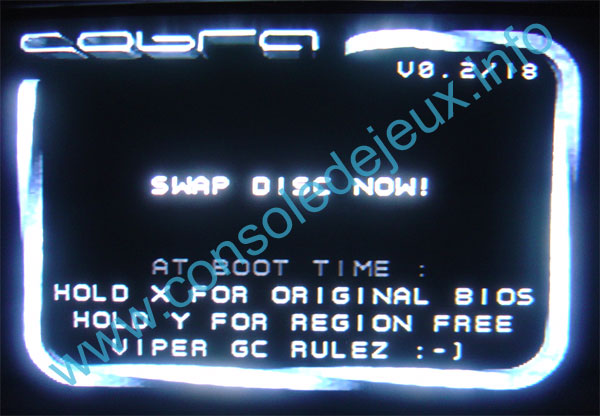 COBRA
V0.2/18
SWAP DISC NOW!
AT BOOT TIME :
HOLD X FOR ORIGINAL BIOS
HOLD Y FOR REGION FREE
VIPER GC RULEZ :-)
www.consoledejeux.info